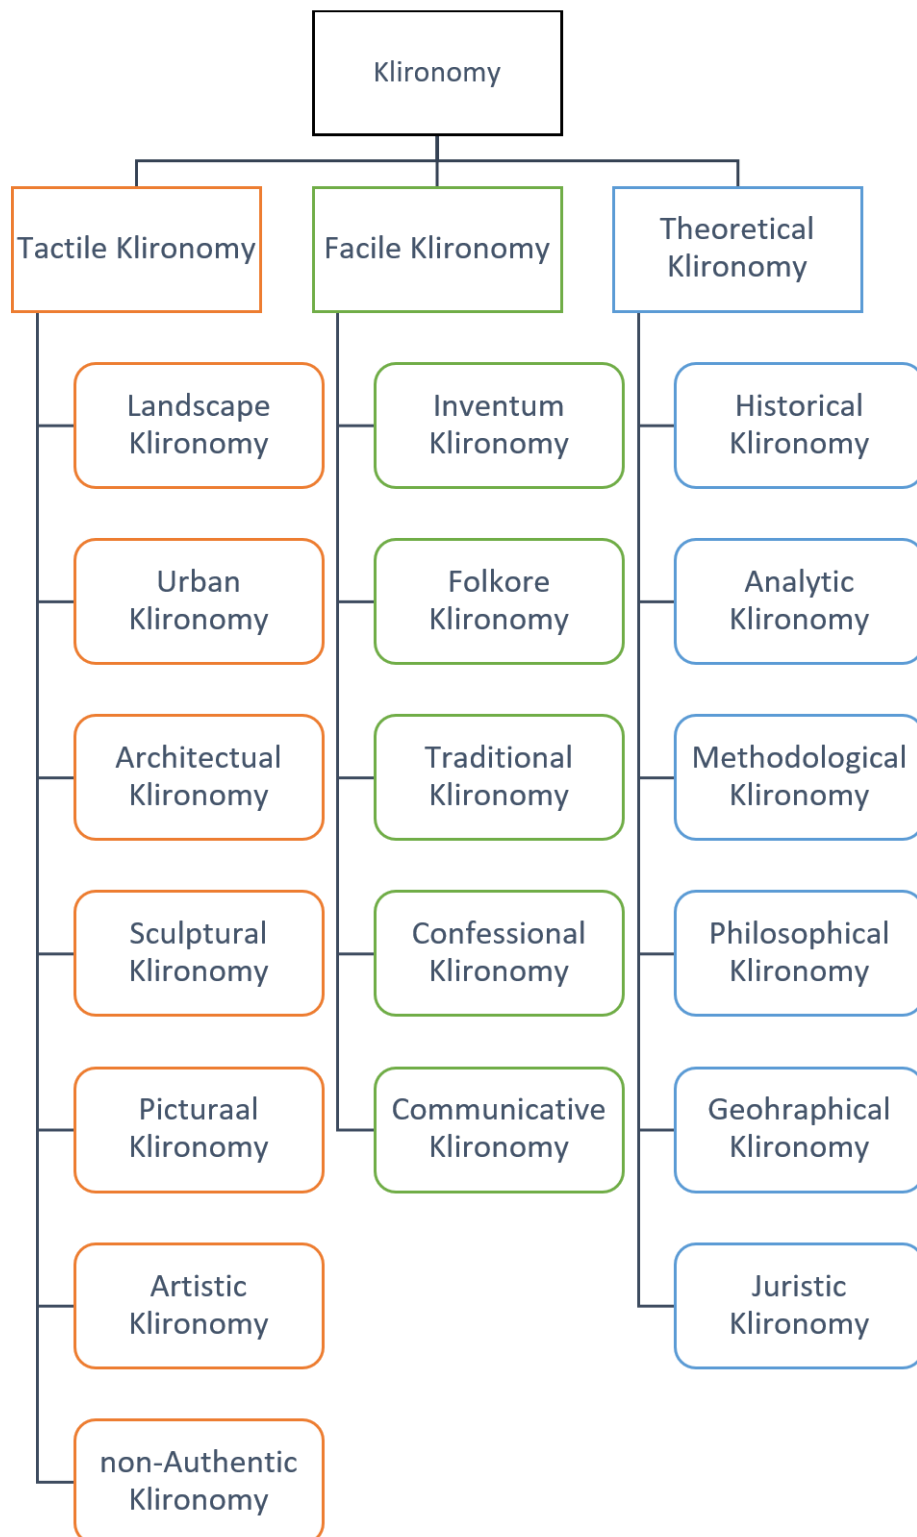 Klironomy
Tactile Klironomy
Facile Klironomy
Theoretical
Klironomy
Landscape
Klironomy
Urban
Klironomy
Architectual
Klironomy
Sculptural
Klironomy
Picturaal
Klironomy
Artistic
Klironomy
non-Authentic
Klironomy
Inventum
Klironomy
Folkore
Klironomy
Traditional
Klironomy
Confessional
Klironomy
Communicative
Klironomy
Historical
Klironomy
Analytic
Klironomy
Methodological
Klironomy
Philosophical
Klironomy
Geohraphical
Klironomy
Juristic
Klironomy